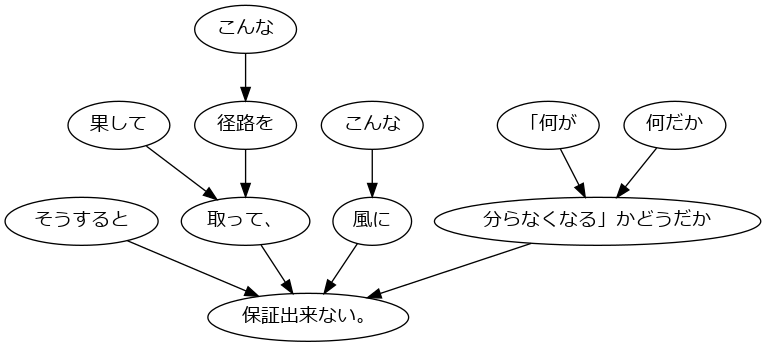 こんな
果して
径路を
こんな
「何が
何だか
そうすると
取って、
風に
分らなくなる」かどうだか
保証出来ない。